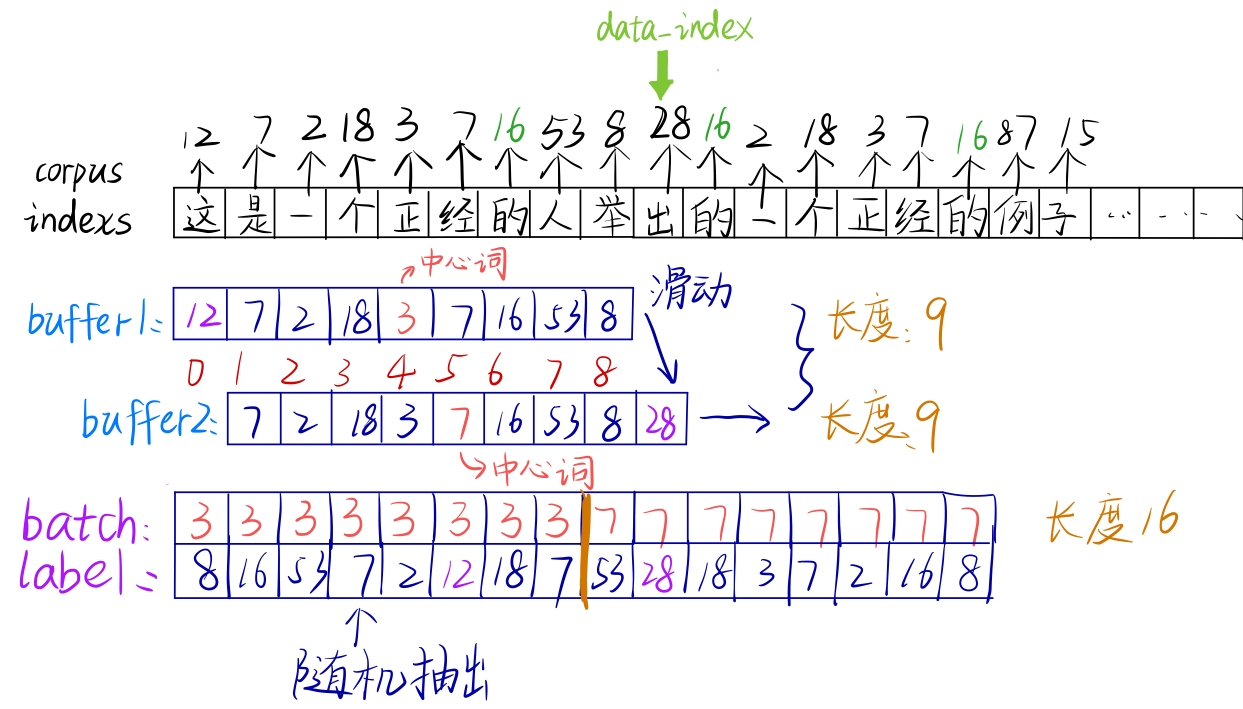 data_index
12 7 2 18 3 7 16 53 8 28 16 2 18 3 7 16 87 15
corpus
indexs 这 是 一 个 正 经 的 人 举 出 的 一 个 正 经 的 例 子 ... ... ...
中心词
buffer1: 12 7 2 18 3 7 16 53 8 滑动 长度: 9
0 1 2 3 4 5 6 7 8
buffer2: 7 2 18 3 7 16 53 8 28 长度: 9
中心词
batch: 3 3 3 3 3 3 3 3 7 7 7 7 7 7 7 7 长度16
label: 8 16 53 7 2 12 18 7 53 28 18 3 7 2 16 8
随机抽出